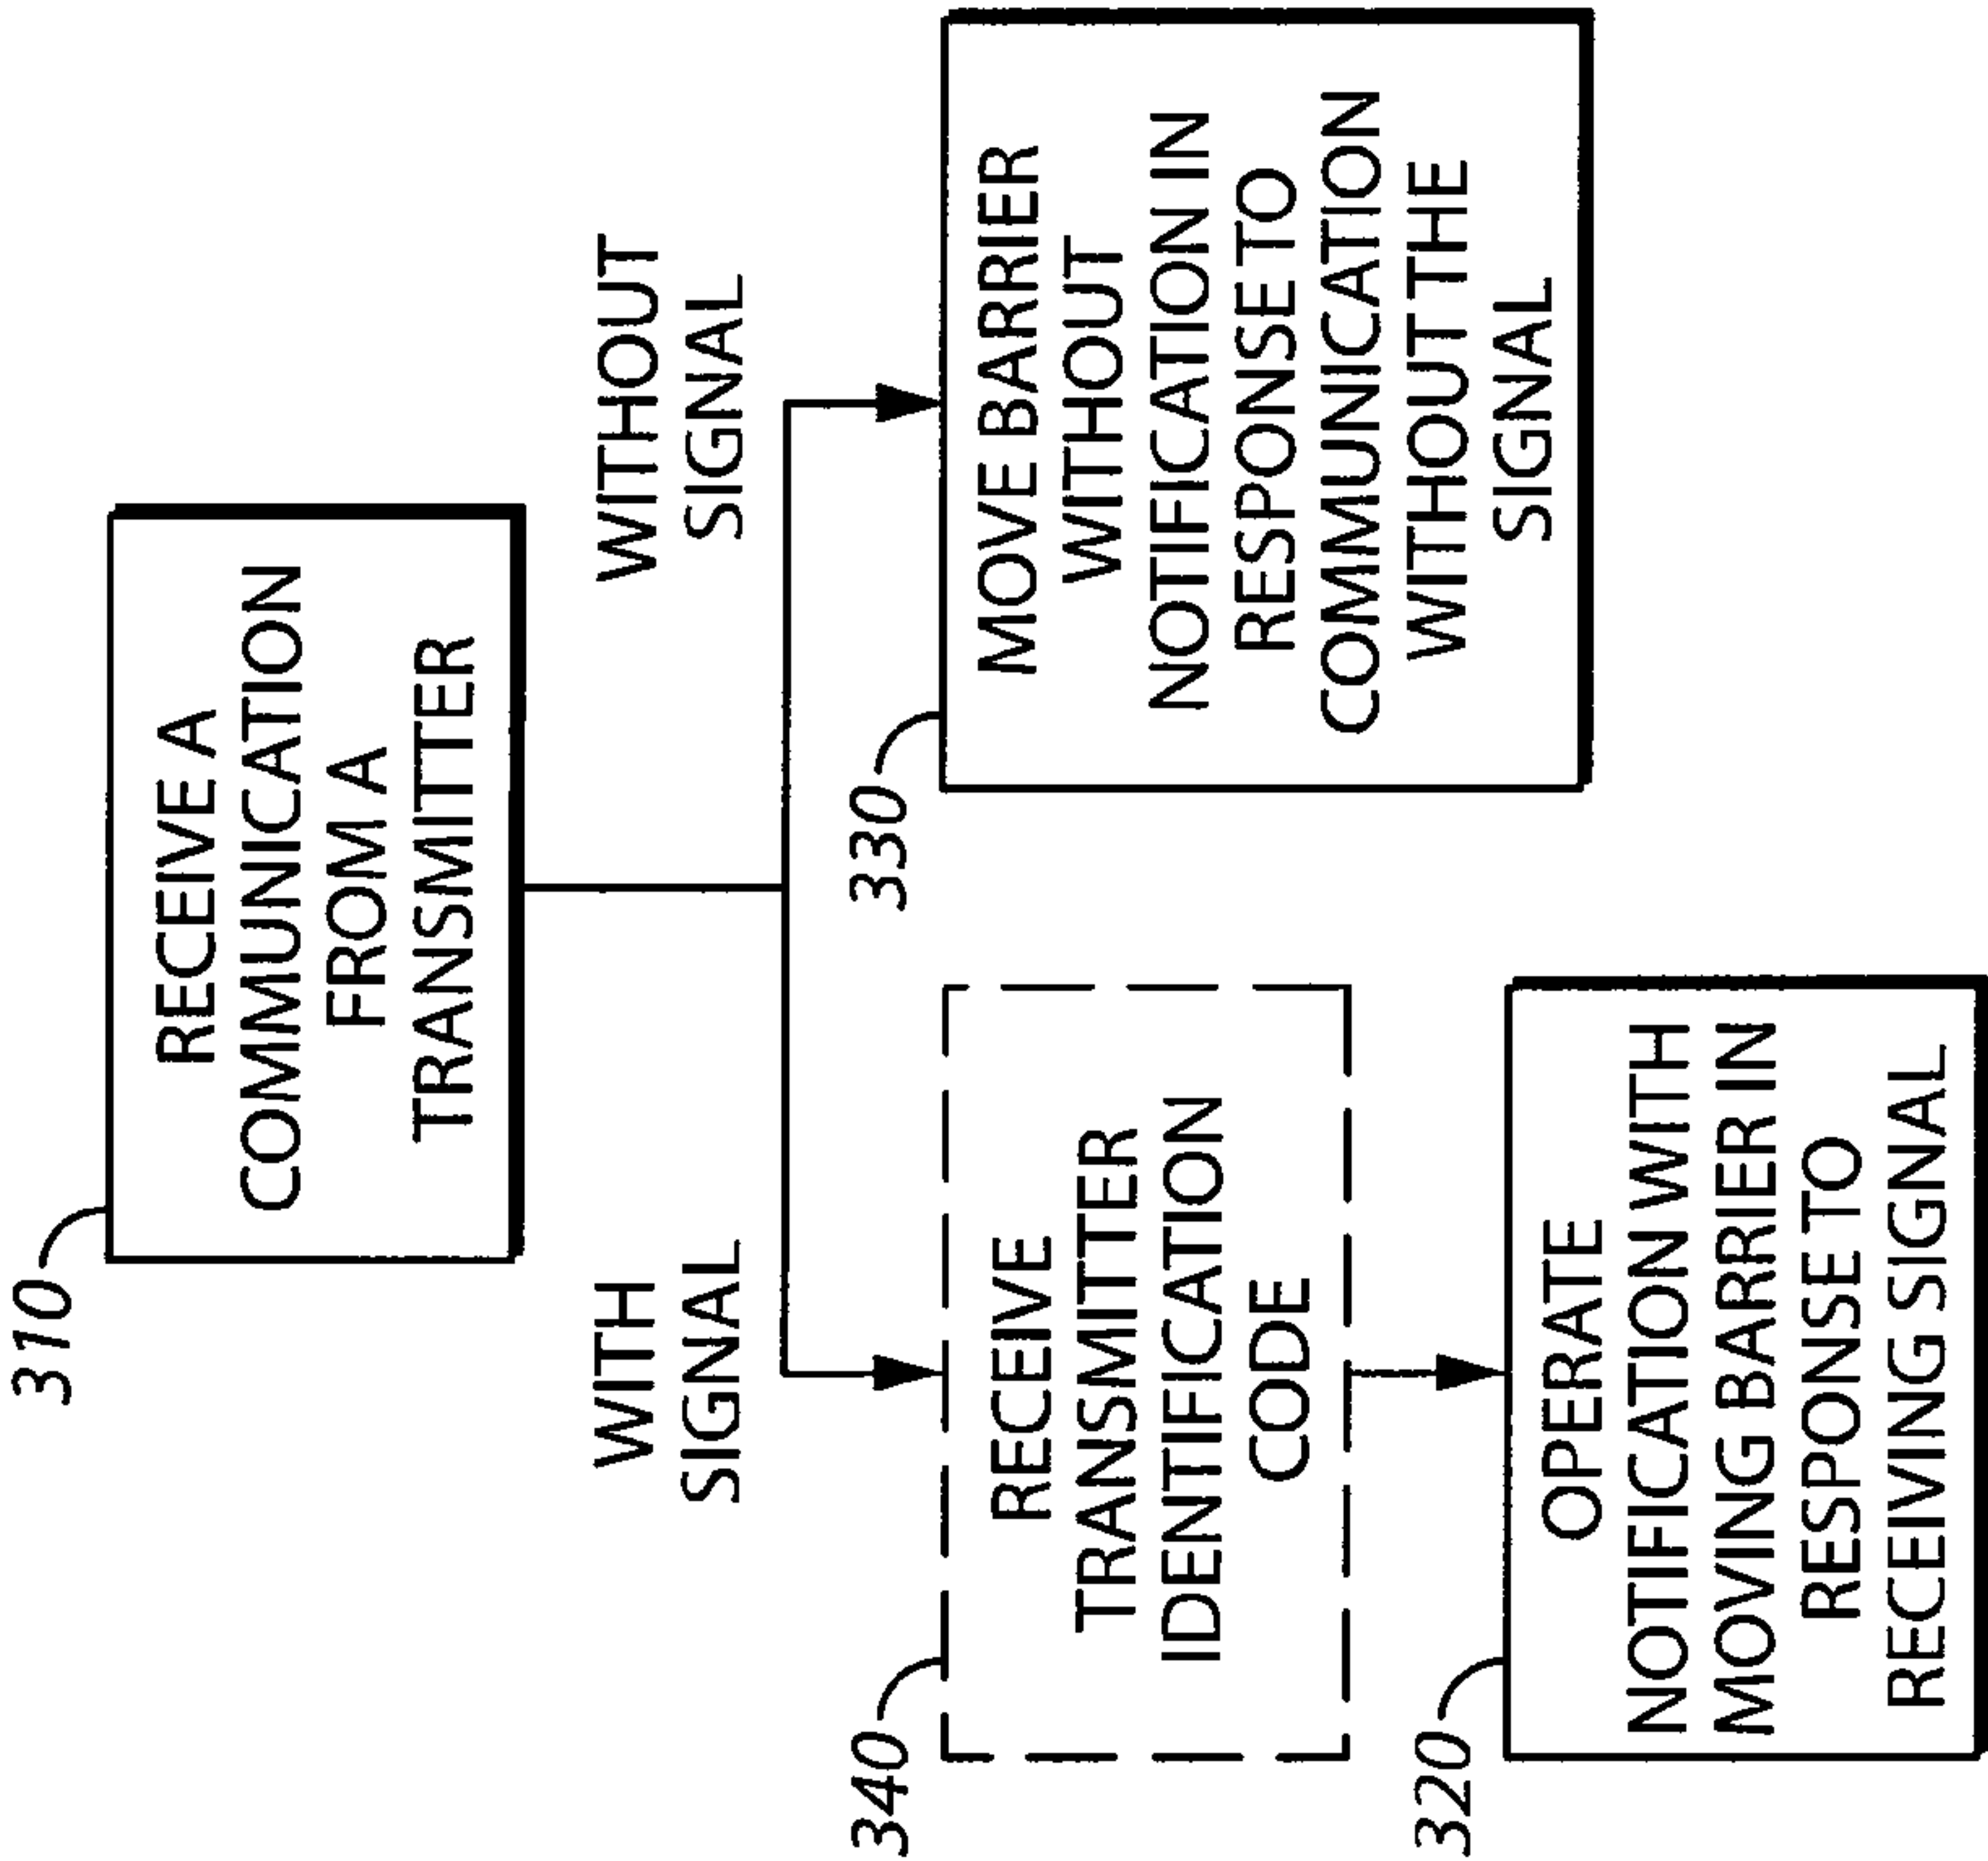 310
RECEIVE A
COMMUNICATION
FROM A
TRANSMITTER
WITH
SIGNAL
WITHOUT
SIGNAL
340
RECEIVE
TRANSMITTER
IDENTIFICATION
CODE
330
MOVE BARRIER
WITHOUT
NOTIFICATION IN
RESPONSE TO
COMMUNICATION
WITHOUT THE
SIGNAL
320
OPERATE
NOTIFICATION WITH
MOVING BARRIER IN
RESPONSE TO
RECEIVING SIGNAL